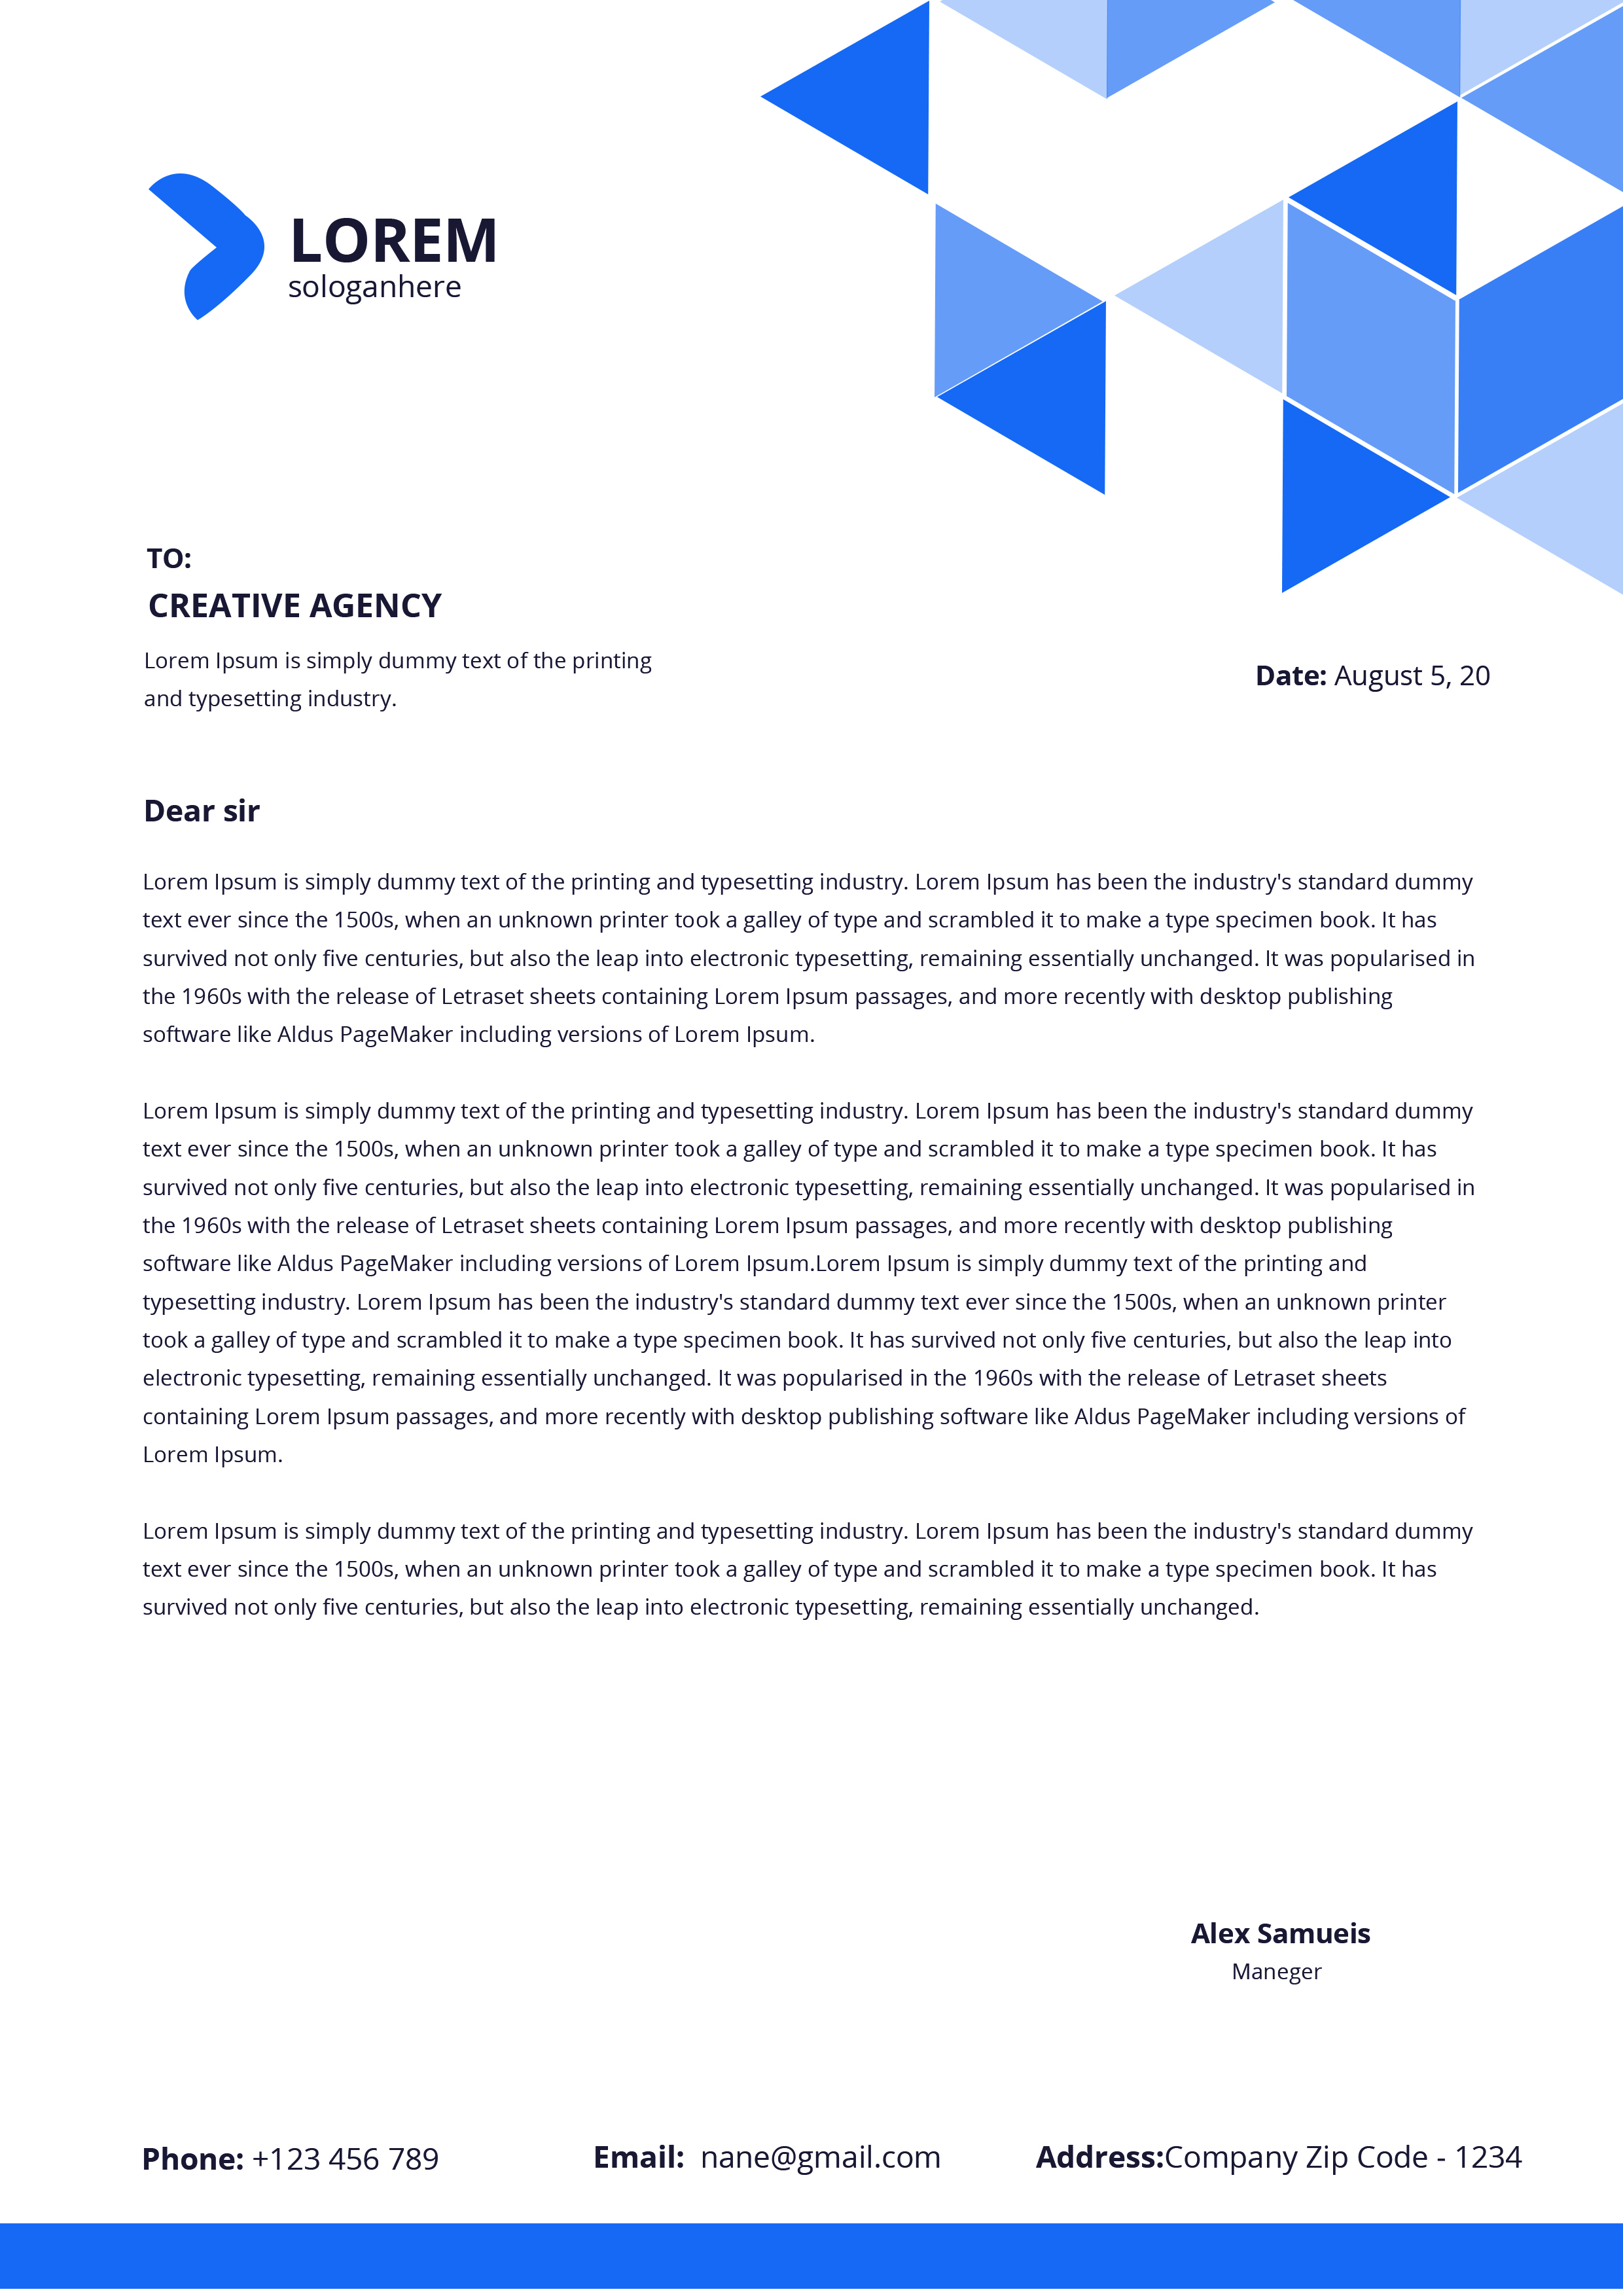 LOREM
sologanhere
TO:
CREATIVE AGENCY
Lorem Ipsum is simply dummy text of the printing
and typesetting industry.
Date: August 5, 20
Dear sir
Lorem Ipsum is simply dummy text of the printing and typesetting industry. Lorem Ipsum has been the industry's standard dummy
text ever since the 1500s, when an unknown printer took a galley of type and scrambled it to make a type specimen book. It has
survived not only five centuries, but also the leap into electronic typesetting, remaining essentially unchanged. It was popularised in
the 1960s with the release of Letraset sheets containing Lorem Ipsum passages, and more recently with desktop publishing
software like Aldus PageMaker including versions of Lorem Ipsum.
Lorem Ipsum is simply dummy text of the printing and typesetting industry. Lorem Ipsum has been the industry's standard dummy
text ever since the 1500s, when an unknown printer took a galley of type and scrambled it to make a type specimen book. It has
survived not only five centuries, but also the leap into electronic typesetting, remaining essentially unchanged. It was popularised in
the 1960s with the release of Letraset sheets containing Lorem Ipsum passages, and more recently with desktop publishing
software like Aldus PageMaker including versions of Lorem Ipsum.Lorem Ipsum is simply dummy text of the printing and
typesetting industry. Lorem Ipsum has been the industry's standard dummy text ever since the 1500s, when an unknown printer
took a galley of type and scrambled it to make a type specimen book. It has survived not only five centuries, but also the leap into
electronic typesetting, remaining essentially unchanged. It was popularised in the 1960s with the release of Letraset sheets
containing Lorem Ipsum passages, and more recently with desktop publishing software like Aldus PageMaker including versions of
Lorem Ipsum.
Lorem Ipsum is simply dummy text of the printing and typesetting industry. Lorem Ipsum has been the industry's standard dummy
text ever since the 1500s, when an unknown printer took a galley of type and scrambled it to make a type specimen book. It has
survived not only five centuries, but also the leap into electronic typesetting, remaining essentially unchanged.
Alex Samueis
Maneger
Phone: +123 456 789
Email: nane@gmail.com
Address:Company Zip Code - 1234